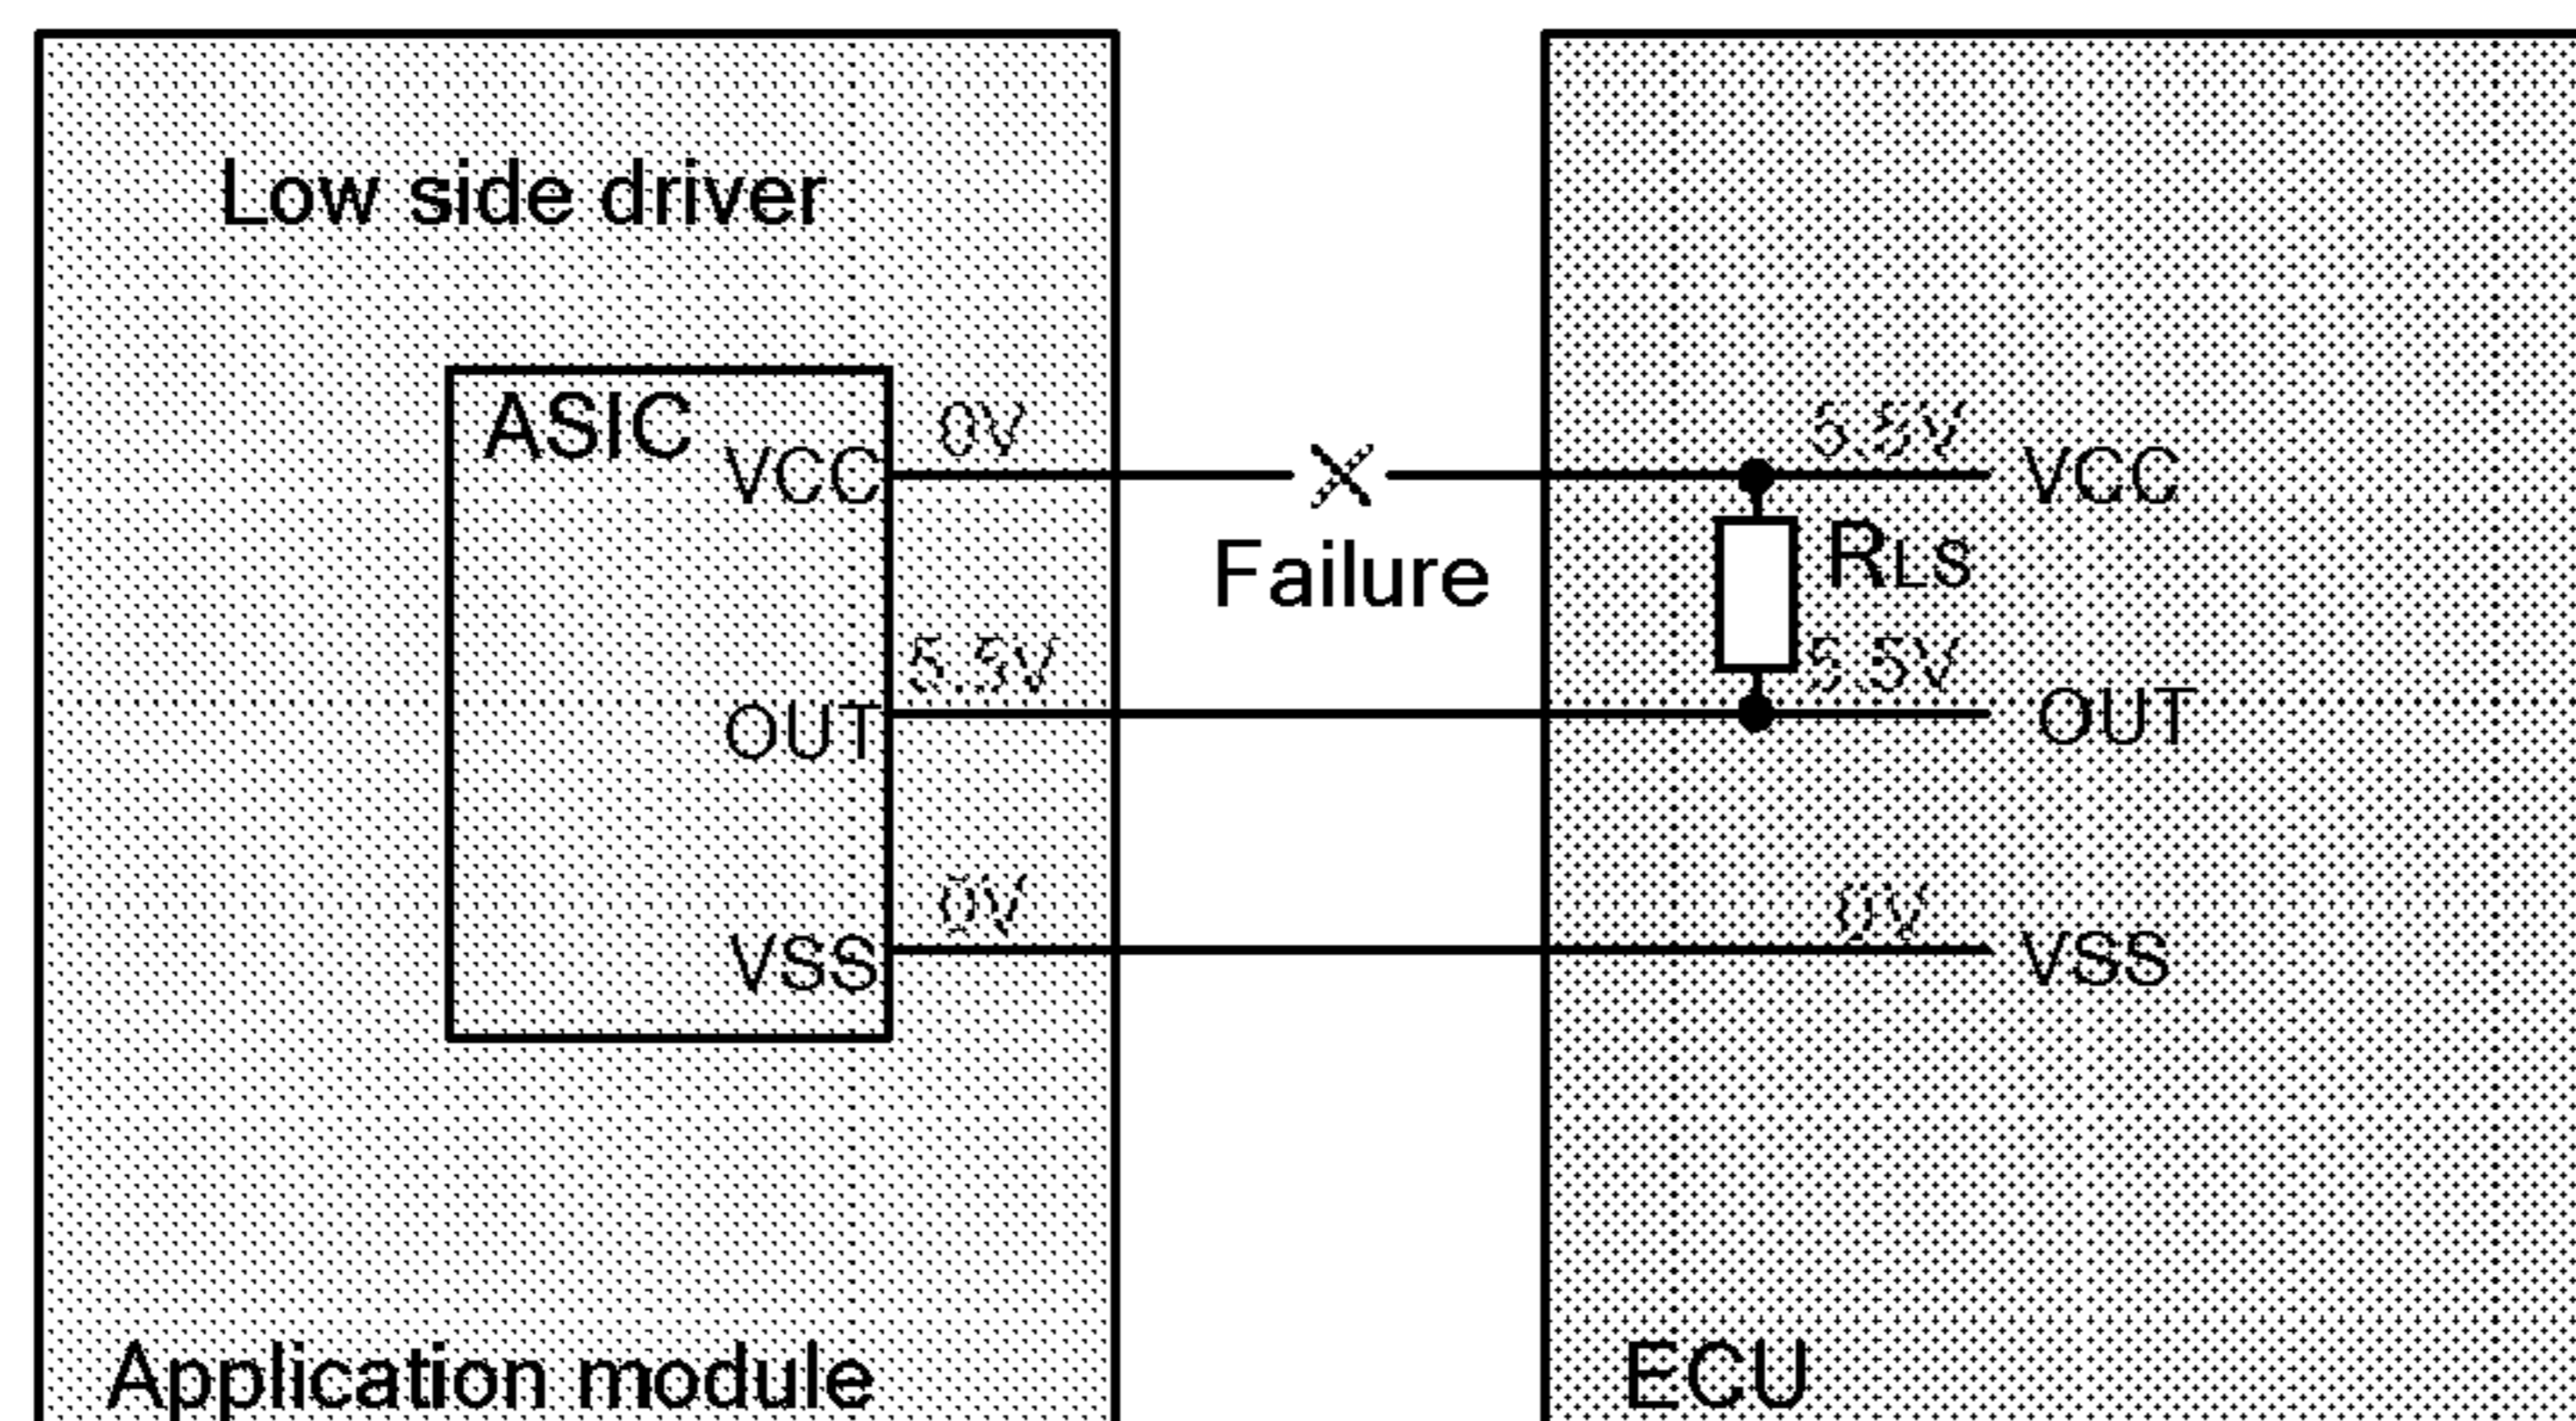 Low side driver
ASIC
VCC
0V
5.5V
VCC
Failure
RLS
OUT
5.5V
5.5V
OUT
VSS
0V
0V
VSS
Application module
ECU